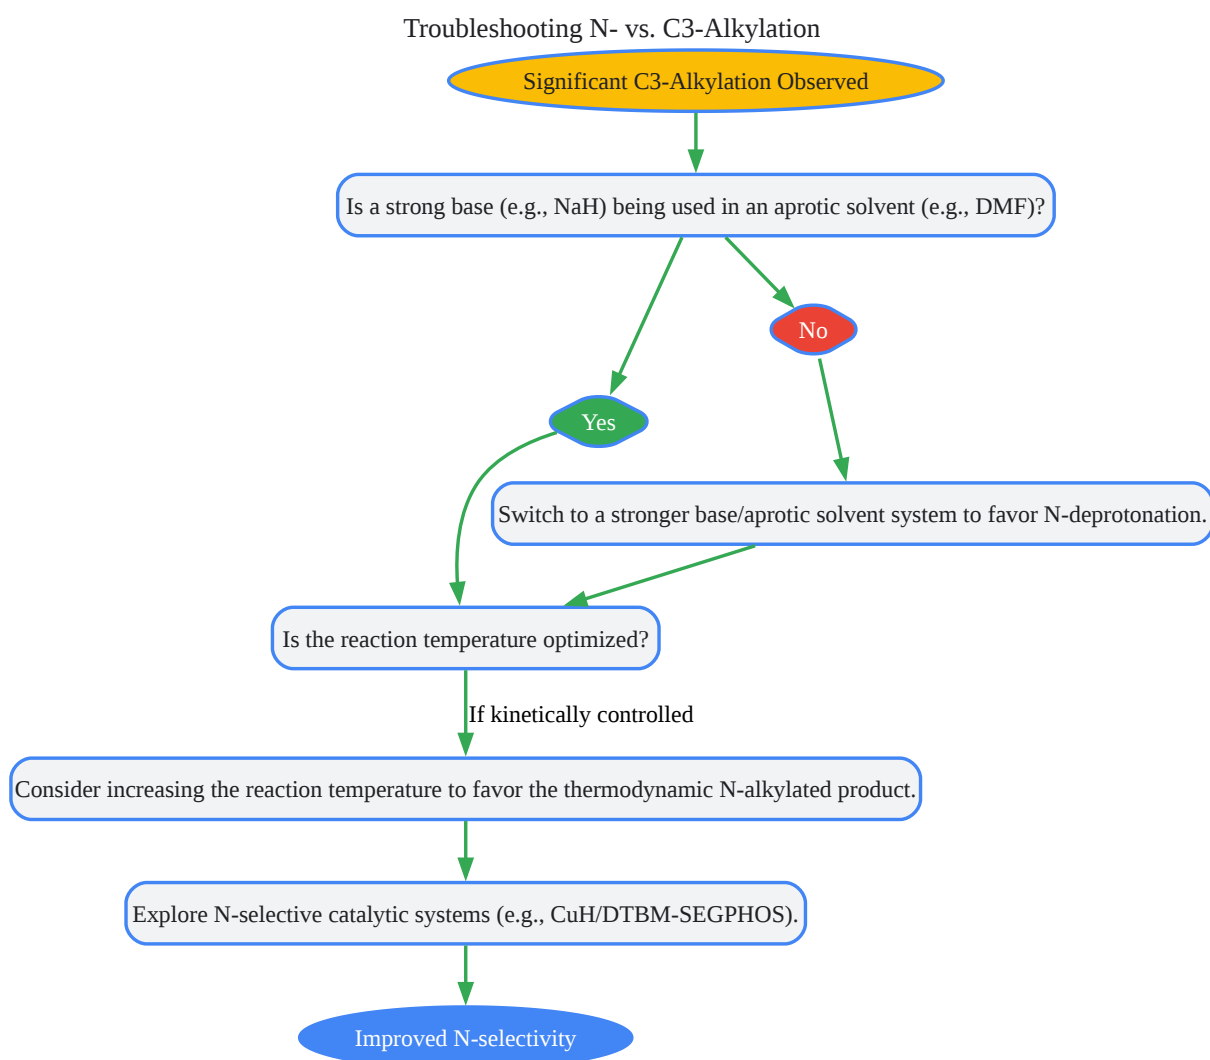 Troubleshooting N- vs. C3-Alkylation
Significant C3-Alkylation Observed
Is a strong base (e.g., NaH) being used in an aprotic solvent (e.g., DMF)?
No
Yes
Switch to a stronger base/aprotic solvent system to favor N-deprotonation.
Is the reaction temperature optimized?
If kinetically controlled
Consider increasing the reaction temperature to favor the thermodynamic N-alkylated product.
Explore N-selective catalytic systems (e.g., CuH/DTBM-SEGPHOS).
Improved N-selectivity